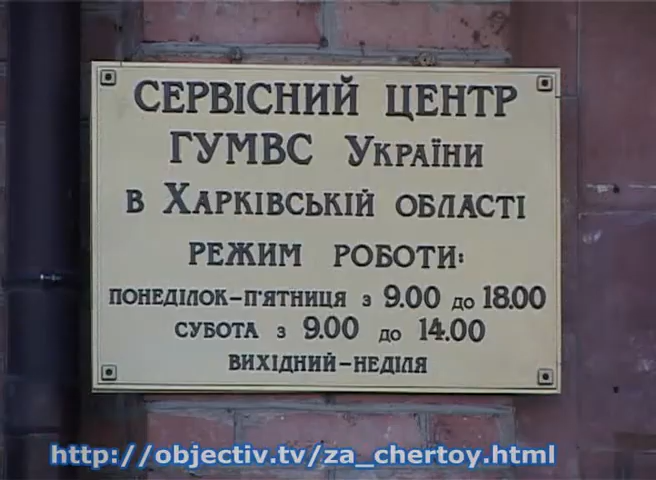 СЕРВІСНИЙ ЦЕНТР
ГУМВС УКРАЇНИ
В ХАРКІВСЬКІЙ ОБЛАСТІ
РЕЖИМ РОБОТИ:
ПОНЕДІЛОК-П'ЯТНИЦЯ З 9.00 ДО 18.00
СУБОТА З 9.00 ДО 14.00
ВИХІДНИЙ-НЕДІЛЯ
http://objectiv.tv/za_chertoy.html